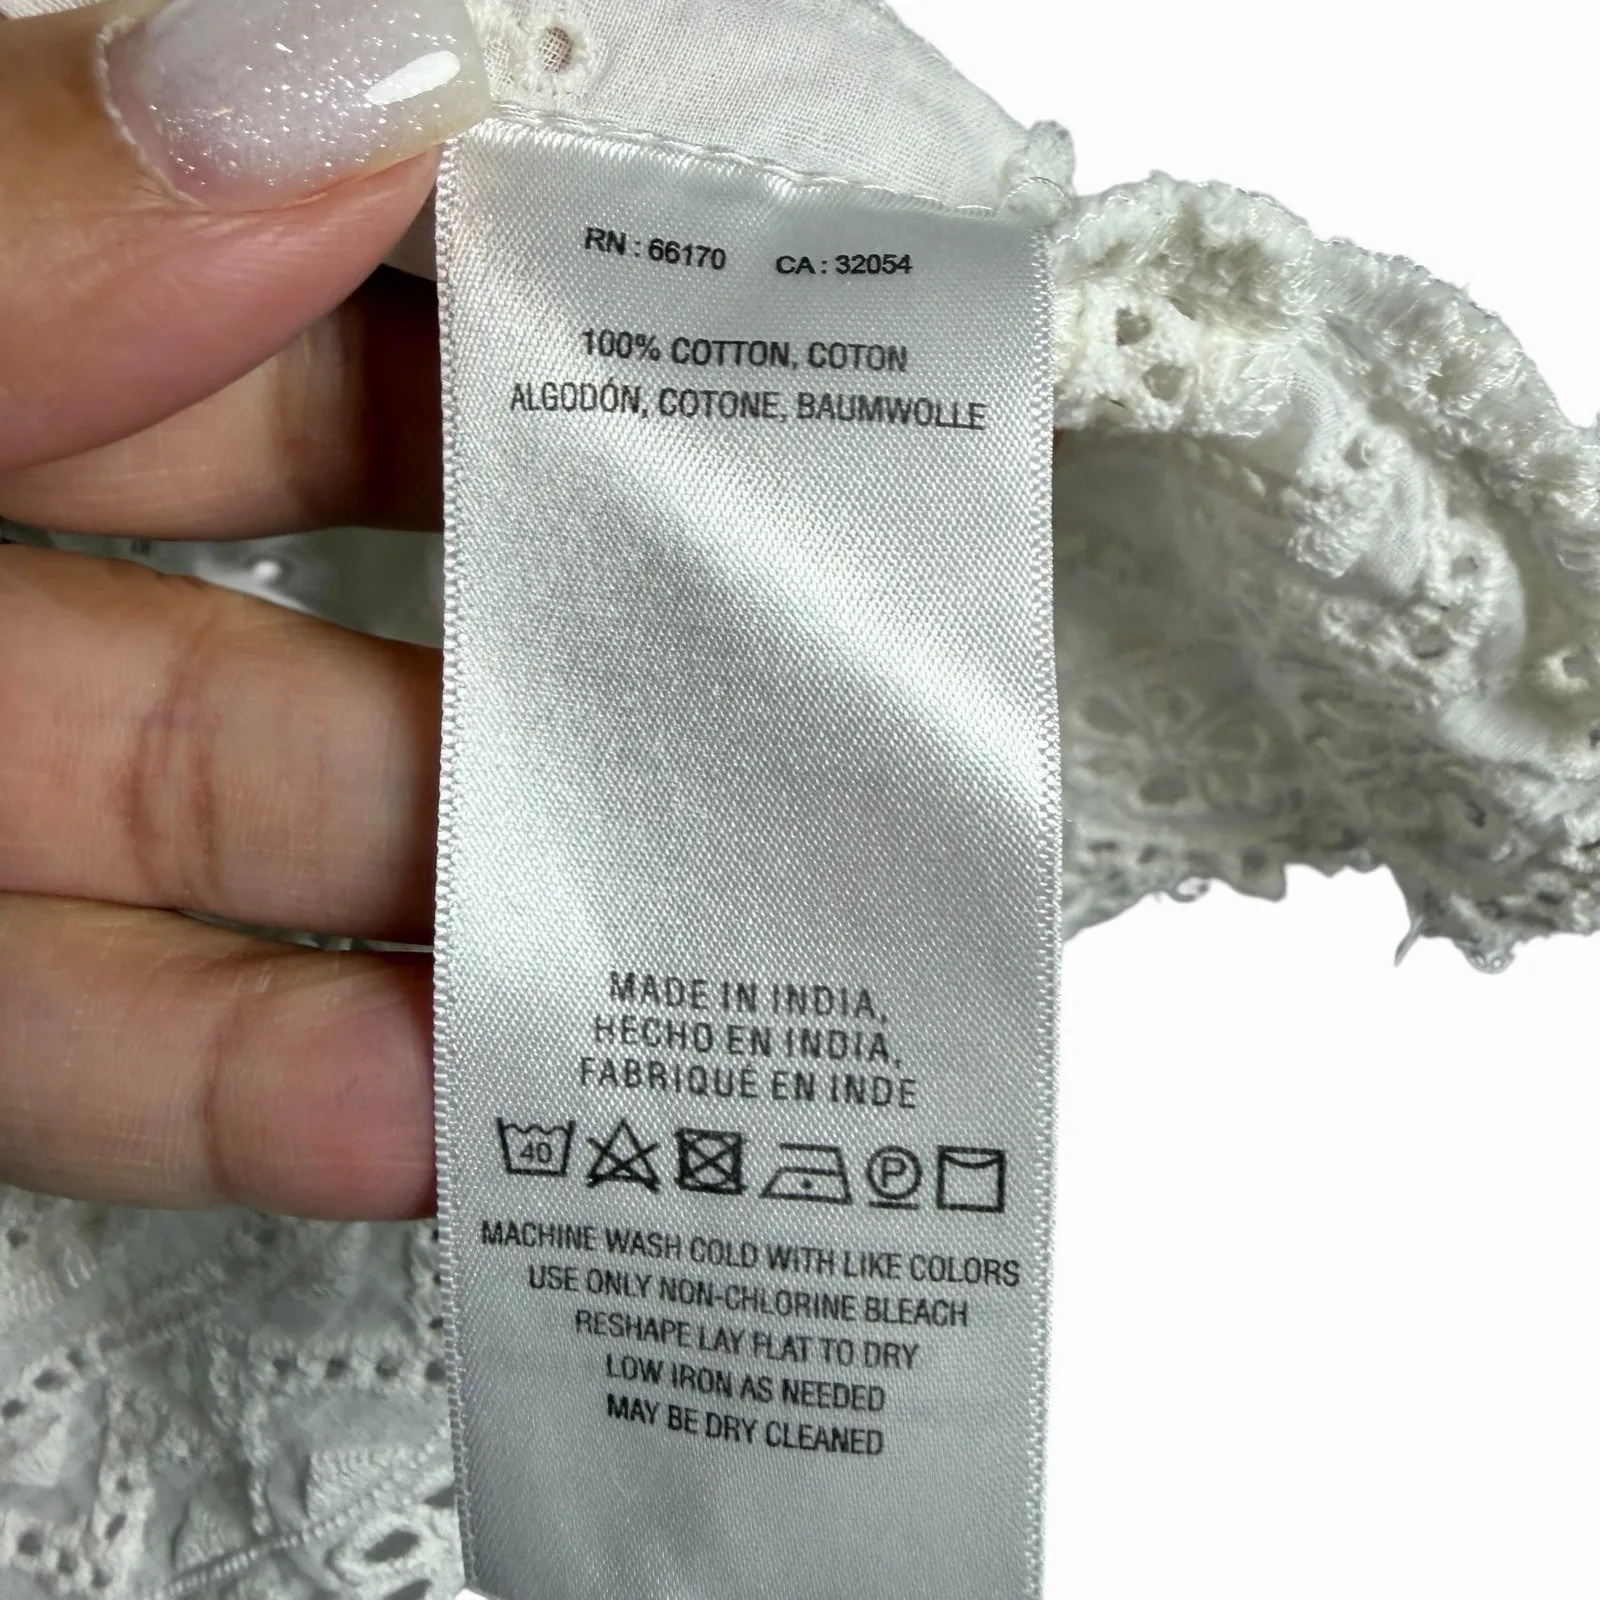 RN : 66170 CA : 32054
100% COTTON, COTON
ALGODÓN, COTONE, BAUMWOLLE
MADE IN INDIA,
HECHO EN INDIA,
FABRIQUÉ EN INDE
40 P
MACHINE WASH COLD WITH LIKE COLORS
USE ONLY NON-CHLORINE BLEACH
RESHAPE LAY FLAT TO DRY
LOW IRON AS NEEDED
MAY BE DRY CLEANED